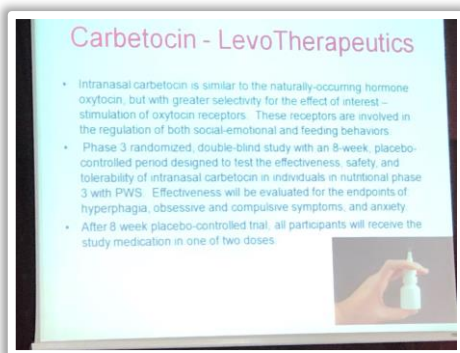 Carbetocin - LevoTherapeutics
• Intranasal carbetocin is similar to the naturally-occurring hormone
oxytocin, but with greater selectivity for the effect of interest –
stimulation of oxytocin receptors. These receptors are involved in
the regulation of both social-emotional and feeding behaviors.
• Phase 3 randomized, double-blind study with an 8-week, placebo-
controlled period designed to test the effectiveness, safety, and
tolerability of intranasal carbetocin in individuals in nutritional phase
3 with PWS. Effectiveness will be evaluated for the endpoints of
hyperphagia, obsessive and compulsive symptoms, and anxiety.
• After 8 week placebo-controlled trial, all participants will receive the
study medication in one of two doses.